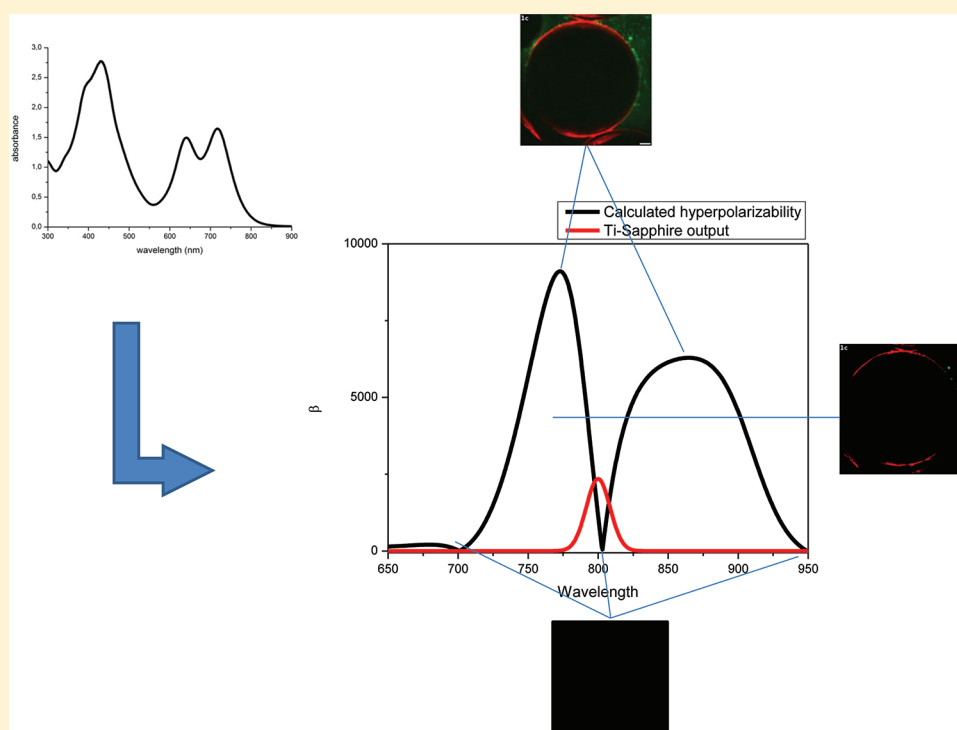 1c
3,0
2,5
2,0
1,5
1,0
0,5
0,0
absorbance
300 400 500 600 700 800 900
wavelength (nm)
Calculated hyperpolarizability
Ti-Sapphire output
10000
5000
0
β
650 700 750 800 850 900 950
Wavelength
1c